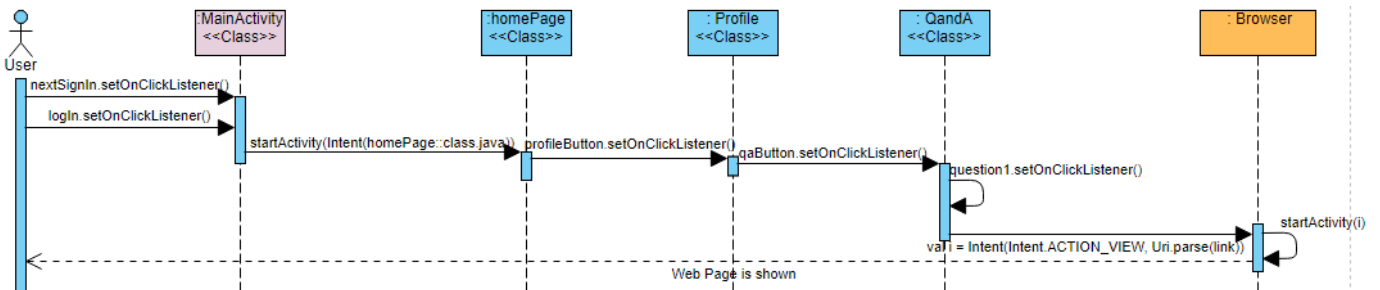 :MainActivity
<<Class>>
:homePage
<<Class>>
: Profile
<<Class>>
: QandA
<<Class>>
: Browser
User
nextSignIn.setOnClickListener()
logIn.setOnClickListener()
startActivity(Intent(homePage::class.java))
profileButton.setOnClickListener()
qaButton.setOnClickListener()
question1.setOnClickListener()
startActivity(i)
val i = Intent(Intent.ACTION_VIEW, Uri.parse(link))
Web Page is shown